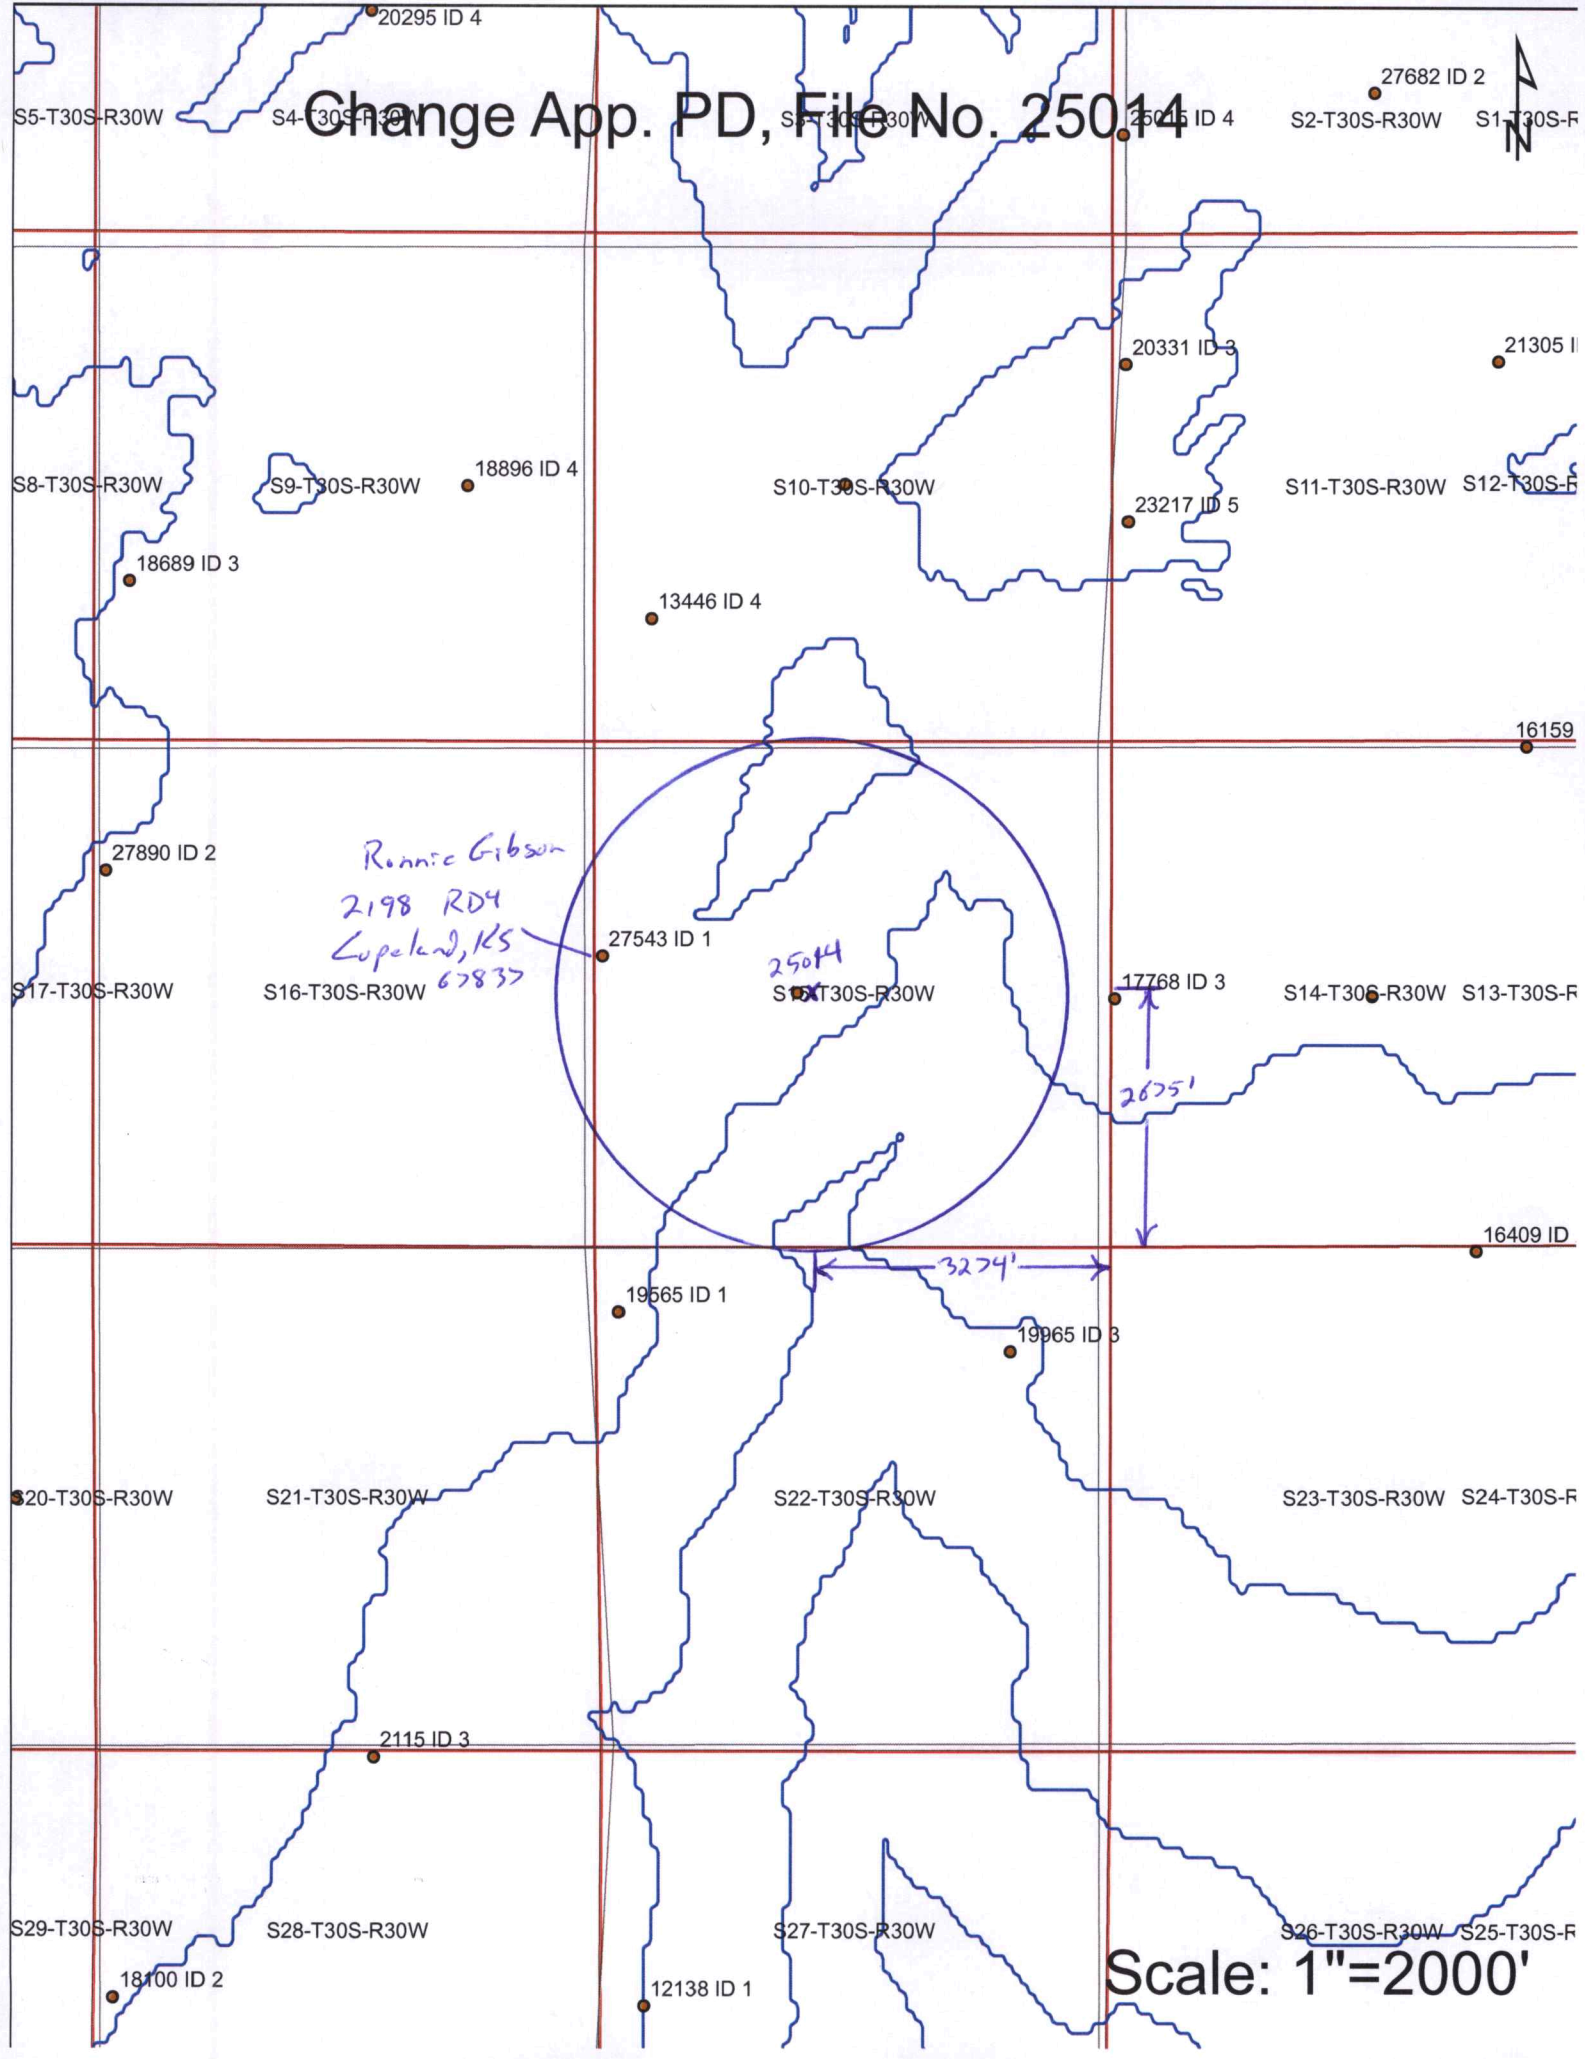 20295 ID 4
27682 ID 2
Change App. PD, File No. 25014
S5-T30S-R30W
S4-T30S-R30W
S3-T30S-R30W
25015 ID 4
S2-T30S-R30W
S1-T30S-R
N
20331 ID 3
21305 I
18896 ID 4
S8-T30S-R30W
S9-T30S-R30W
S10-T30S-R30W
S11-T30S-R30W
S12-T30S-R
23217 ID 5
18689 ID 3
13446 ID 4
16159
27890 ID 2
Ronnie Gibson
2198 RD4
Copeland, KS
67837
27543 ID 1
25014
17768 ID 3
S17-T30S-R30W
S16-T30S-R30W
S15-T30S-R30W
S14-T30S-R30W
S13-T30S-R
2675'
16409 ID
3274'
19565 ID 1
19965 ID 3
S20-T30S-R30W
S21-T30S-R30W
S22-T30S-R30W
S23-T30S-R30W
S24-T30S-R
2115 ID 3
S29-T30S-R30W
S28-T30S-R30W
S27-T30S-R30W
S26-T30S-R30W
S25-T30S-R
Scale: 1"=2000'
18100 ID 2
12138 ID 1